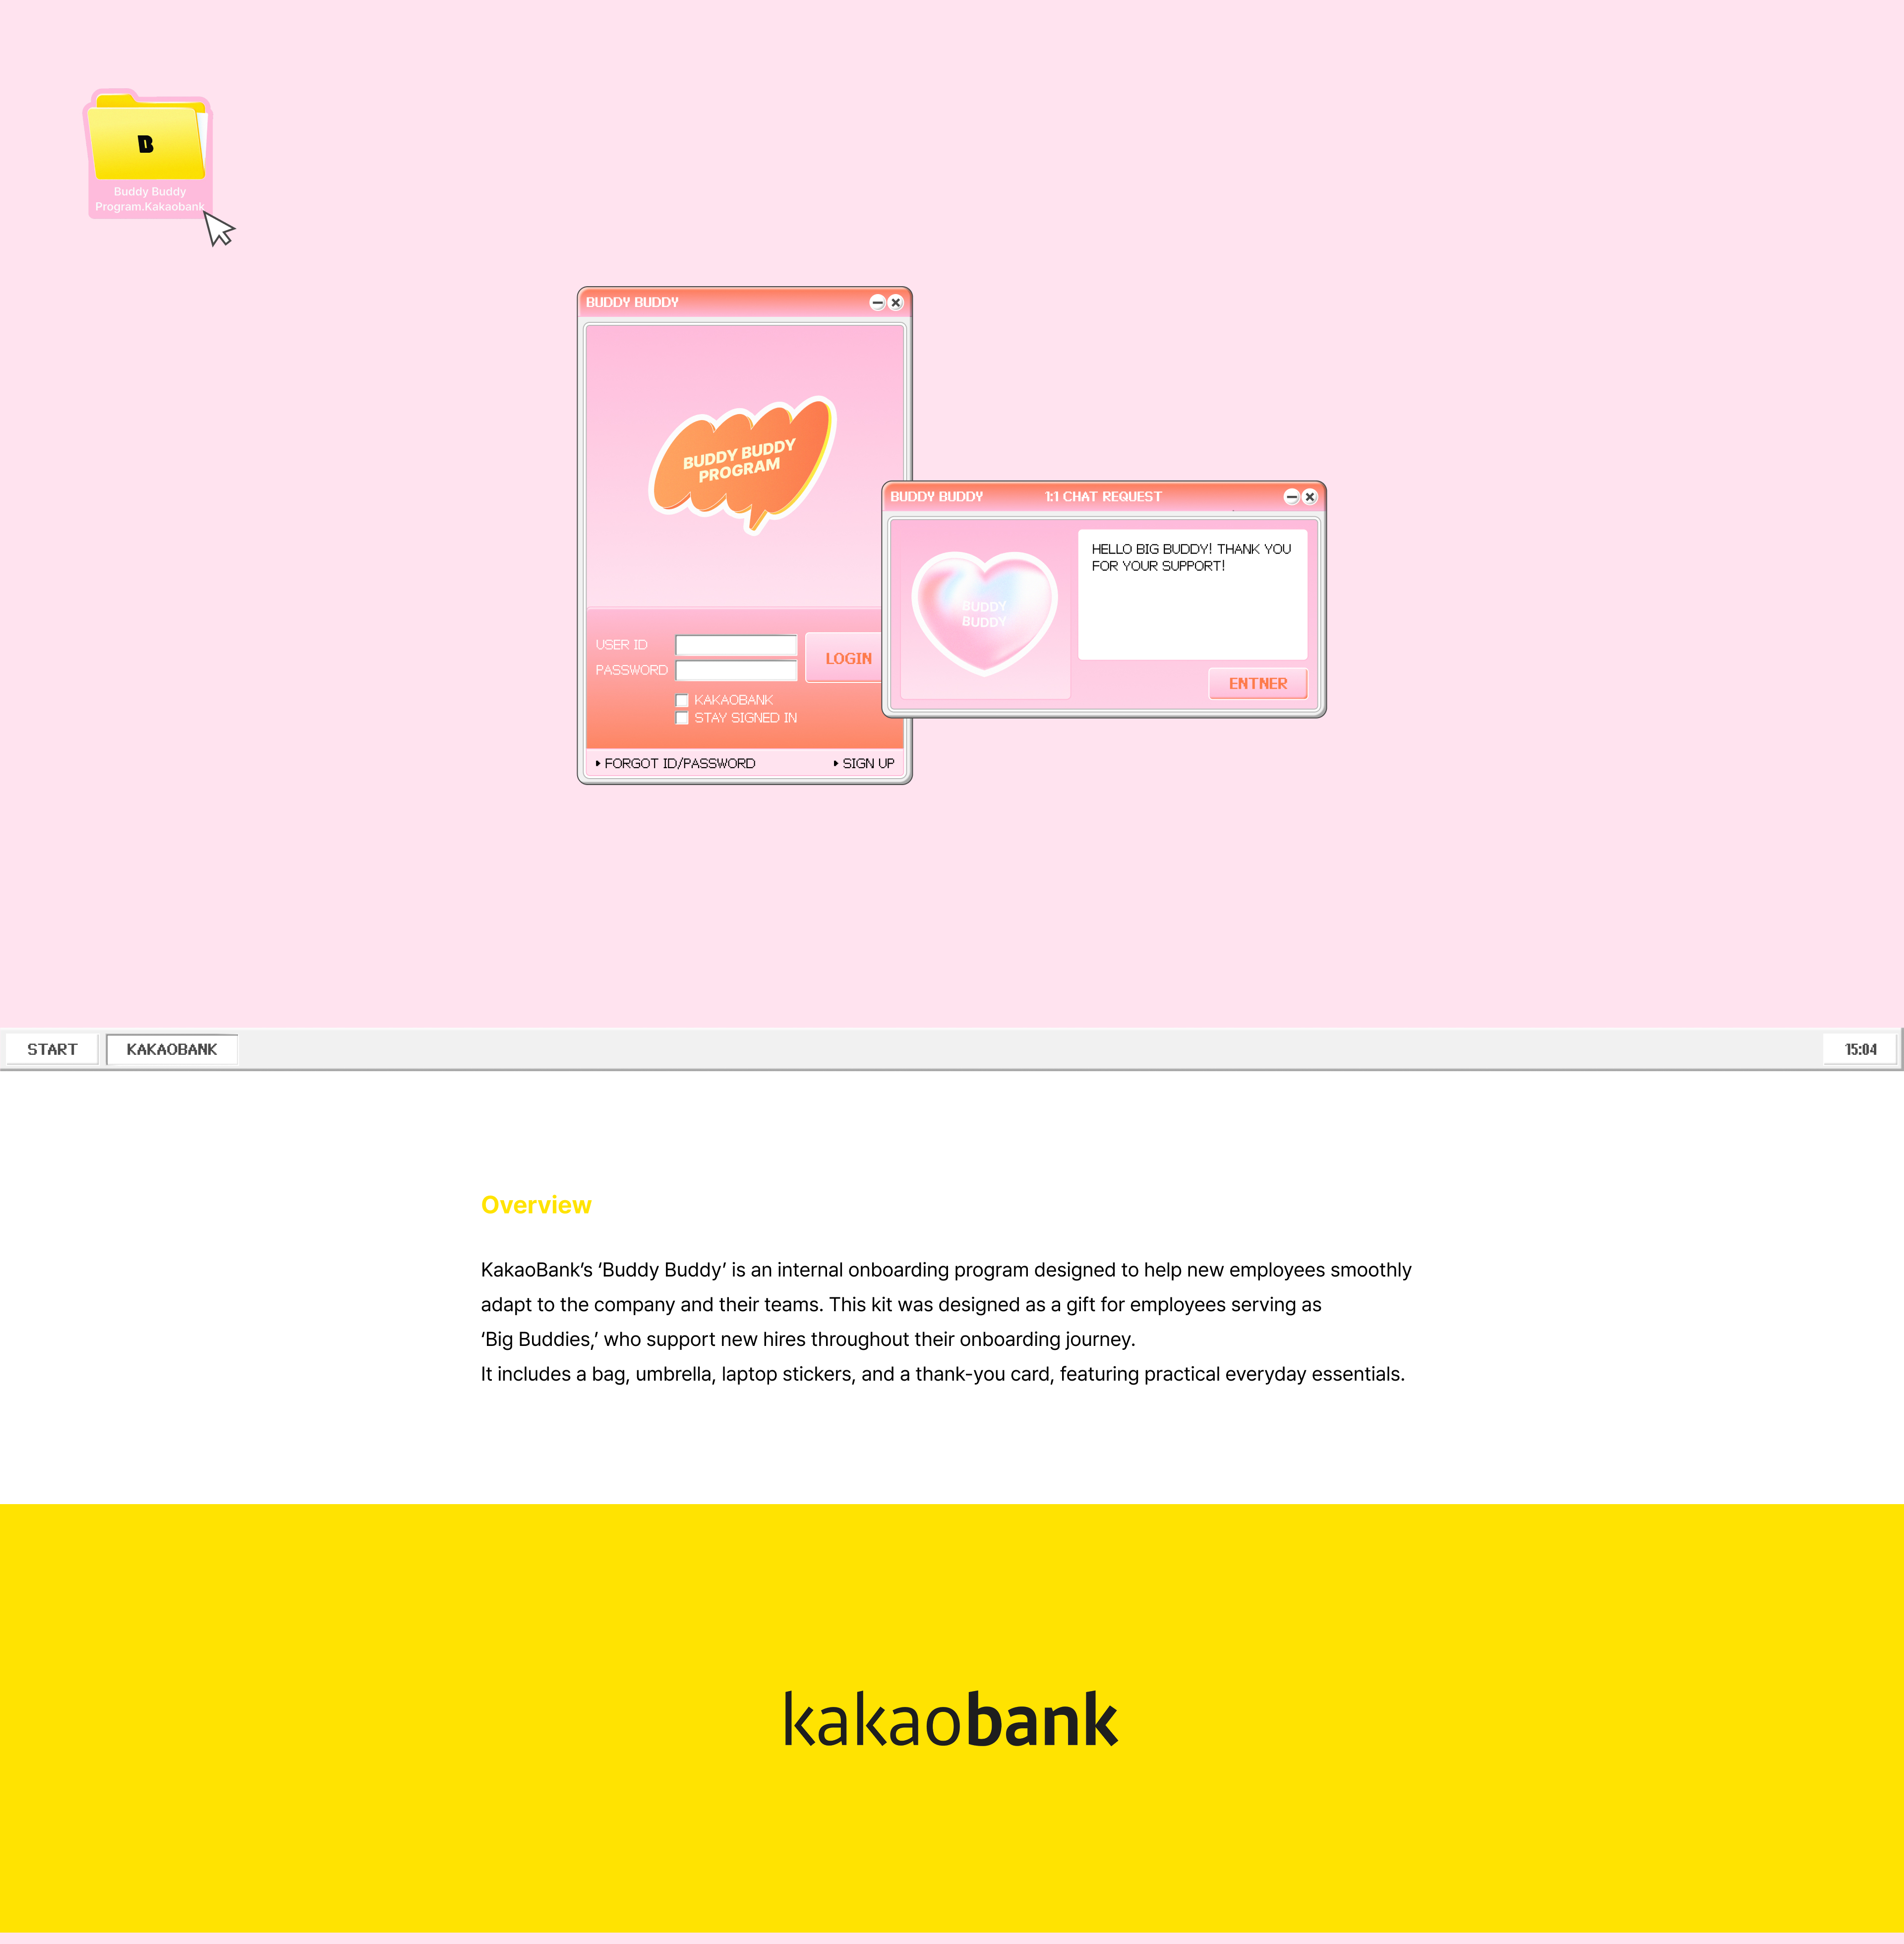 B
Buddy Buddy
Program.Kakaobank
BUDDY BUDDY
BUDDY BUDDY
PROGRAM
USER ID
PASSWORD
LOGIN
KAKAOBANK
STAY SIGNED IN
FORGOT ID/PASSWORD
SIGN UP
BUDDY BUDDY
1:1 CHAT REQUEST
BUDDY
BUDDY
HELLO BIG BUDDY! THANK YOU
FOR YOUR SUPPORT!
ENTNER
START
KAKAOBANK
15:04
Overview
KakaoBank’s ‘Buddy Buddy’ is an internal onboarding program designed to help new employees smoothly
adapt to the company and their teams. This kit was designed as a gift for employees serving as
‘Big Buddies,’ who support new hires throughout their onboarding journey.
It includes a bag, umbrella, laptop stickers, and a thank-you card, featuring practical everyday essentials.
kakaobank